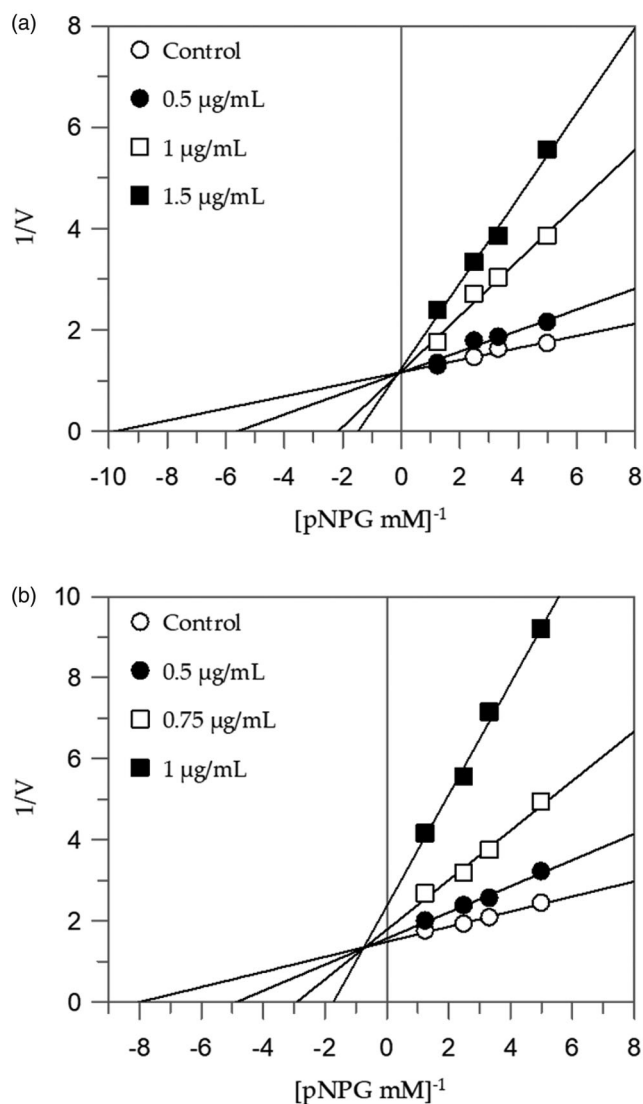 (a)
8
6
4
2
0
1/V
Control
0.5 µg/mL
1 µg/mL
1.5 µg/mL
-10 -8 -6 -4 -2 0 2 4 6 8
[pNPG mM]⁻¹
(b)
10
8
6
4
2
0
1/V
Control
0.5 µg/mL
0.75 µg/mL
1 µg/mL
-8 -6 -4 -2 0 2 4 6 8
[pNPG mM]⁻¹